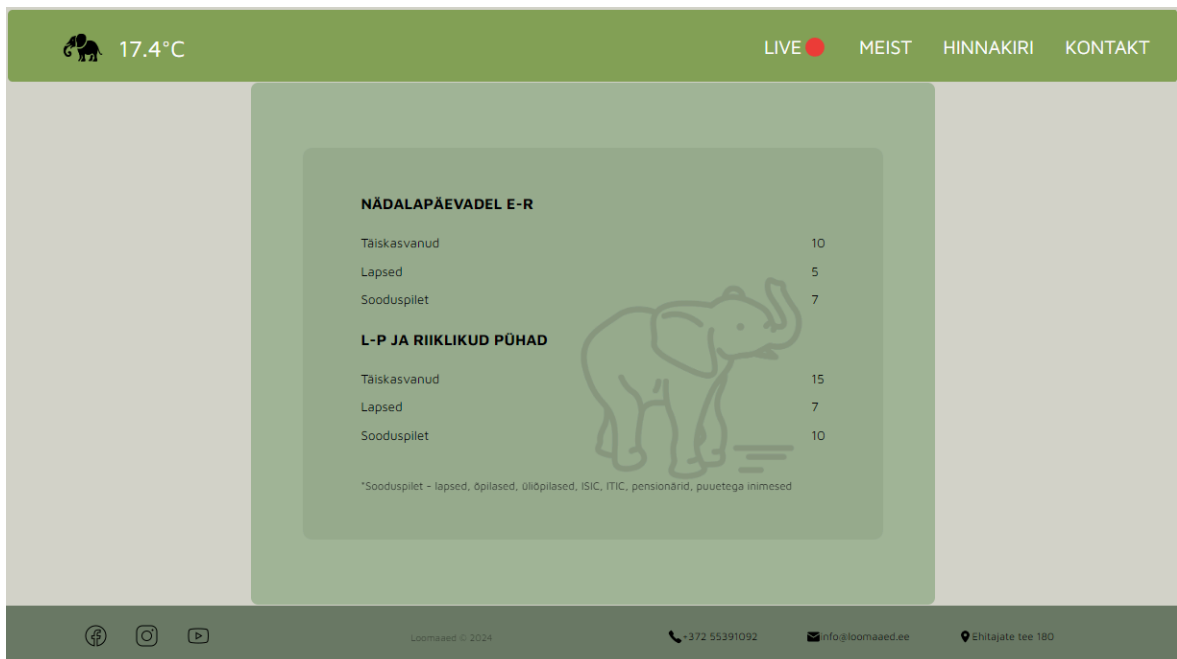 17.4°C LIVE MEIST HINNAKIRI KONTAKT
NÄDALAPÄEVADEL E-R
Täiskasvanud 10
Lapsed 5
Sooduspilet 7
L-P JA RIIKLIKUD PÜHAD
Täiskasvanud 15
Lapsed 7
Sooduspilet 10
*Sooduspilet - lapsed, õpilased, üliõpilased, ISIC, ITIC, pensionärid, puuetega inimesed
Loomaaed © 2024 +372 55391092 info@loomaaed.ee Ehitajate tee 180